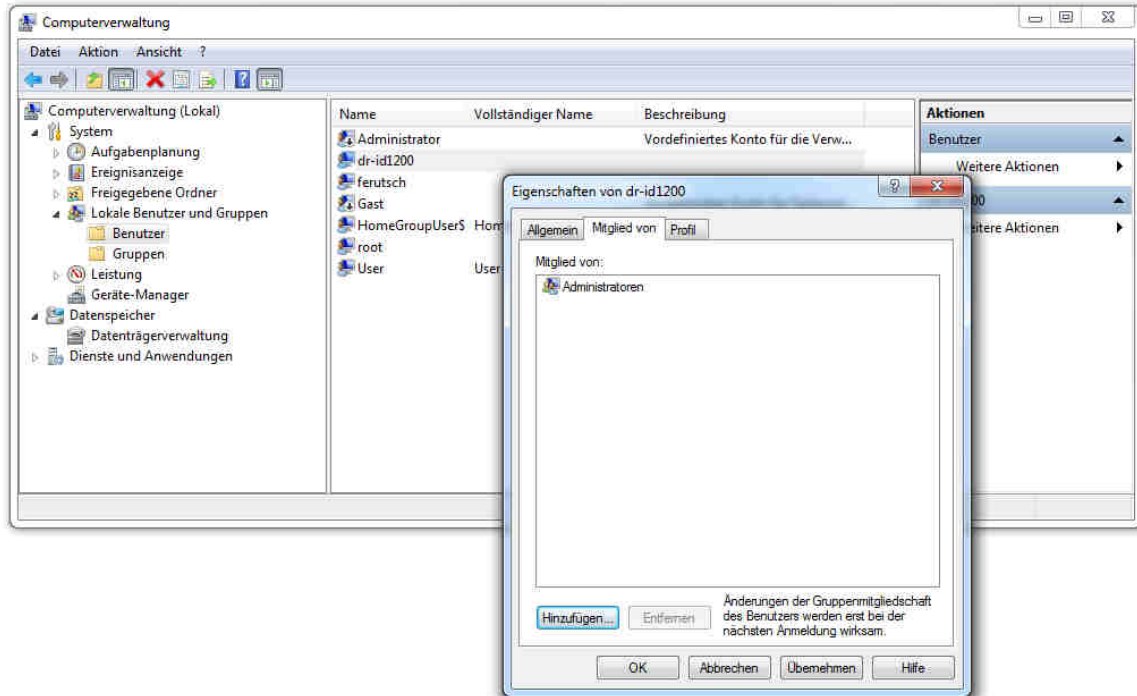 Computerverwaltung
Datei Aktion Ansicht ?
Computerverwaltung (Lokal)
System
Aufgabenplanung
Ereignisanzeige
Freigegebene Ordner
Lokale Benutzer und Gruppen
Benutzer
Gruppen
Leistung
Geräte-Manager
Datenspeicher
Datenträgerverwaltung
Dienste und Anwendungen
Name Vollständiger Name Beschreibung
Administrator Vordefiniertes Konto für die Verw...
dr-id1200
ferutsch
Gast
HomeGroupUser$ Hom
root
User User
Aktionen
Benutzer
Weitere Aktionen
00
eitere Aktionen
Eigenschaften von dr-id1200
Allgemein Mitglied von Profil
Mitglied von:
Administratoren
Hinzufügen... Entfernen
Änderungen der Gruppenmitgliedschaft
des Benutzers werden erst bei der
nächsten Anmeldung wirksam.
OK Abbrechen Übernehmen Hilfe